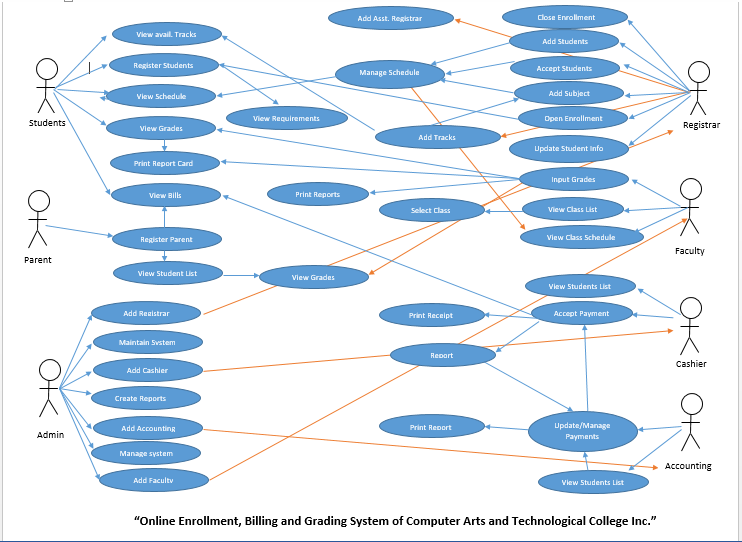 Add Asst. Registrar
Close Enrollment
View avail. Tracks
Add Students
Register Students
Manage Schedule
Accept Students
View Schedule
Add Subject
Students
View Requirements
Open Enrollment
Registrar
View Grades
Add Tracks
Update Student Info
Print Report Card
Input Grades
View Bills
Print Reports
Select Class
View Class List
Register Parent
View Class Schedule
Parent
Faculty
View Student List
View Grades
View Students List
Add Registrar
Print Receipt
Accept Payment
Maintain System
Report
Cashier
Add Cashier
Create Reports
Admin
Add Accounting
Print Report
Update/Manage
Payments
Manage system
Accounting
Add Faculty
View Students List
“Online Enrollment, Billing and Grading System of Computer Arts and Technological College Inc.”